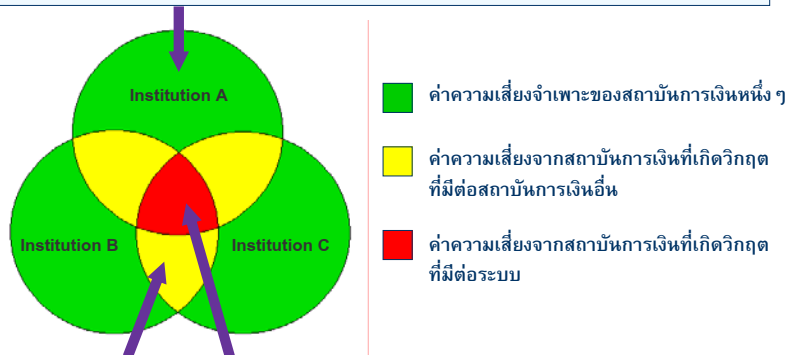 Institution A
Institution B
Institution C
ค่าความเสี่ยงจำเพาะของสถาบันการเงินหนึ่ง ๆ
ค่าความเสี่ยงจากสถาบันการเงินที่เกิดวิกฤต
ที่มีต่อสถาบันการเงินอื่น
ค่าความเสี่ยงจากสถาบันการเงินที่เกิดวิกฤต
ที่มีต่อระบบ